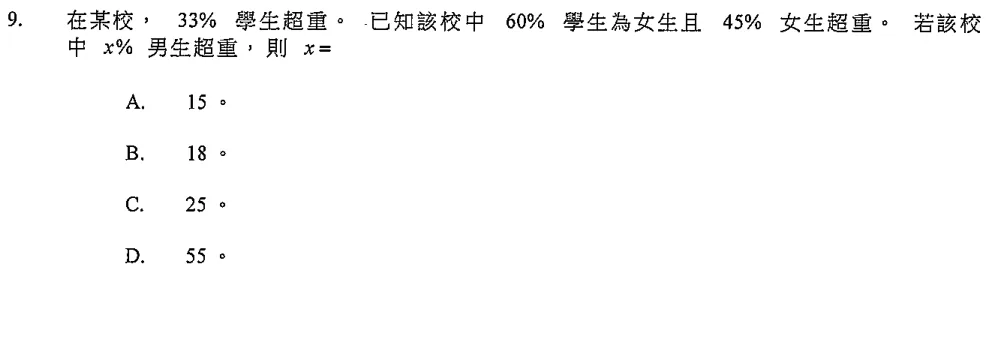 9. 在某校， 33% 學生超重。 已知該校中 60% 學生為女生且 45% 女生超重。 若該校
中 x% 男生超重，則 x =
A. 15 。
B. 18 。
C. 25 。
D. 55 。